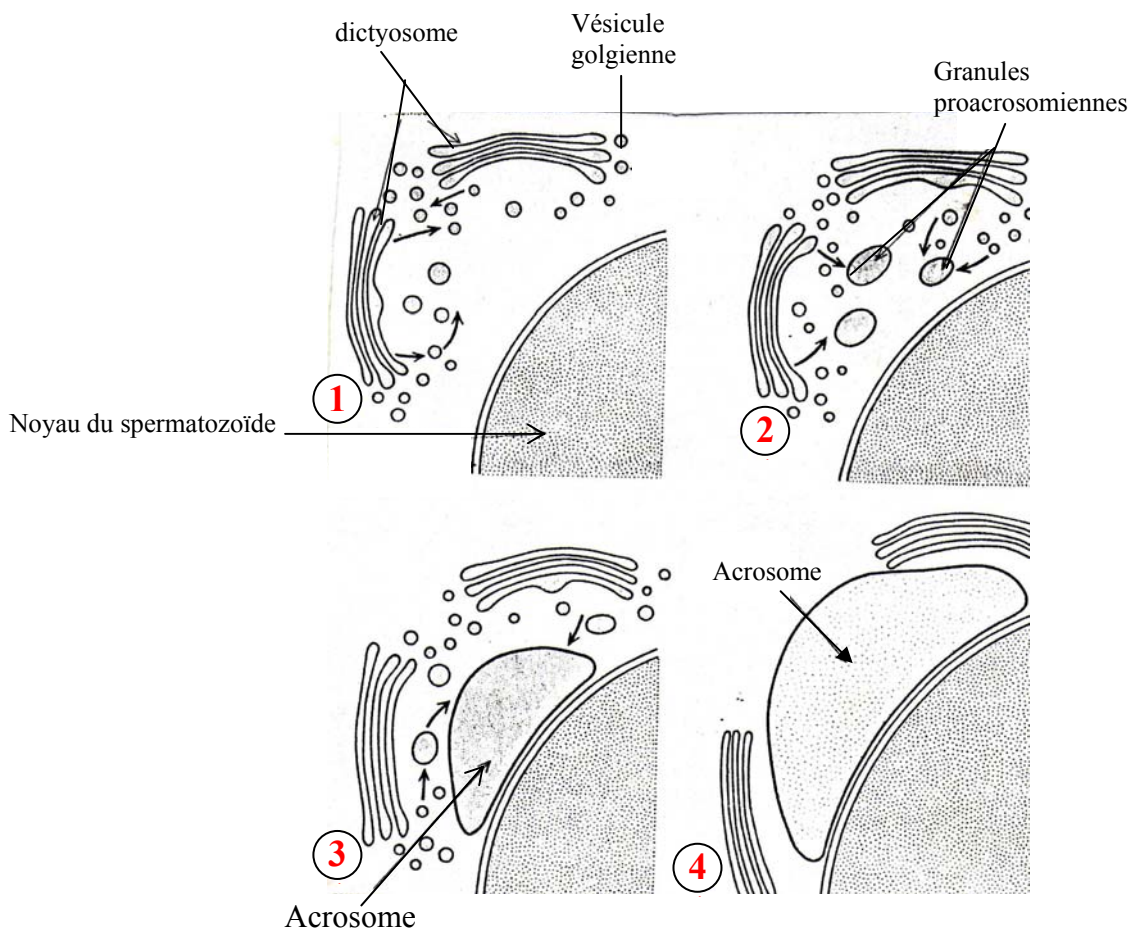 dictyosome
Vésicule
golgienne
Granules
proacrosomiennes
1
2
Noyau du spermatozoïde
Acrosome
3
4
Acrosome